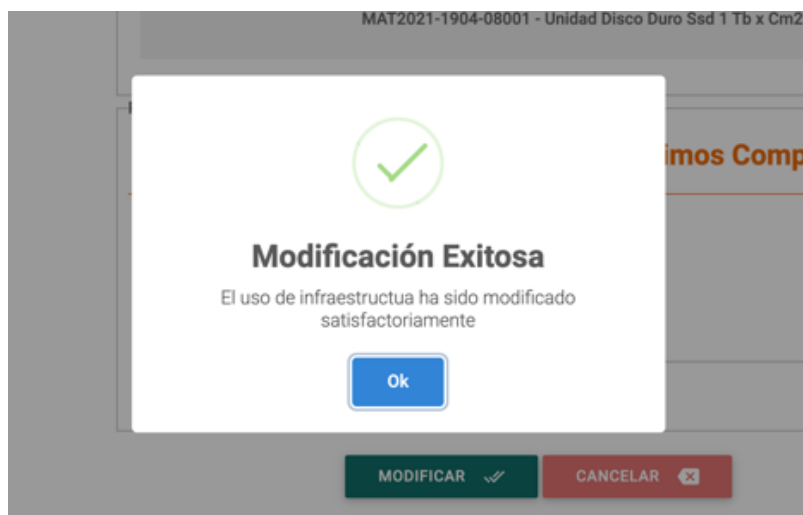 MAT2021-1904-08001 - Unidad Disco Duro Ssd 1 Tb x Cm2
imos Comp
Modificación Exitosa
El uso de infraestructua ha sido modificado
satisfactoriamente
Ok
MODIFICAR
CANCELAR